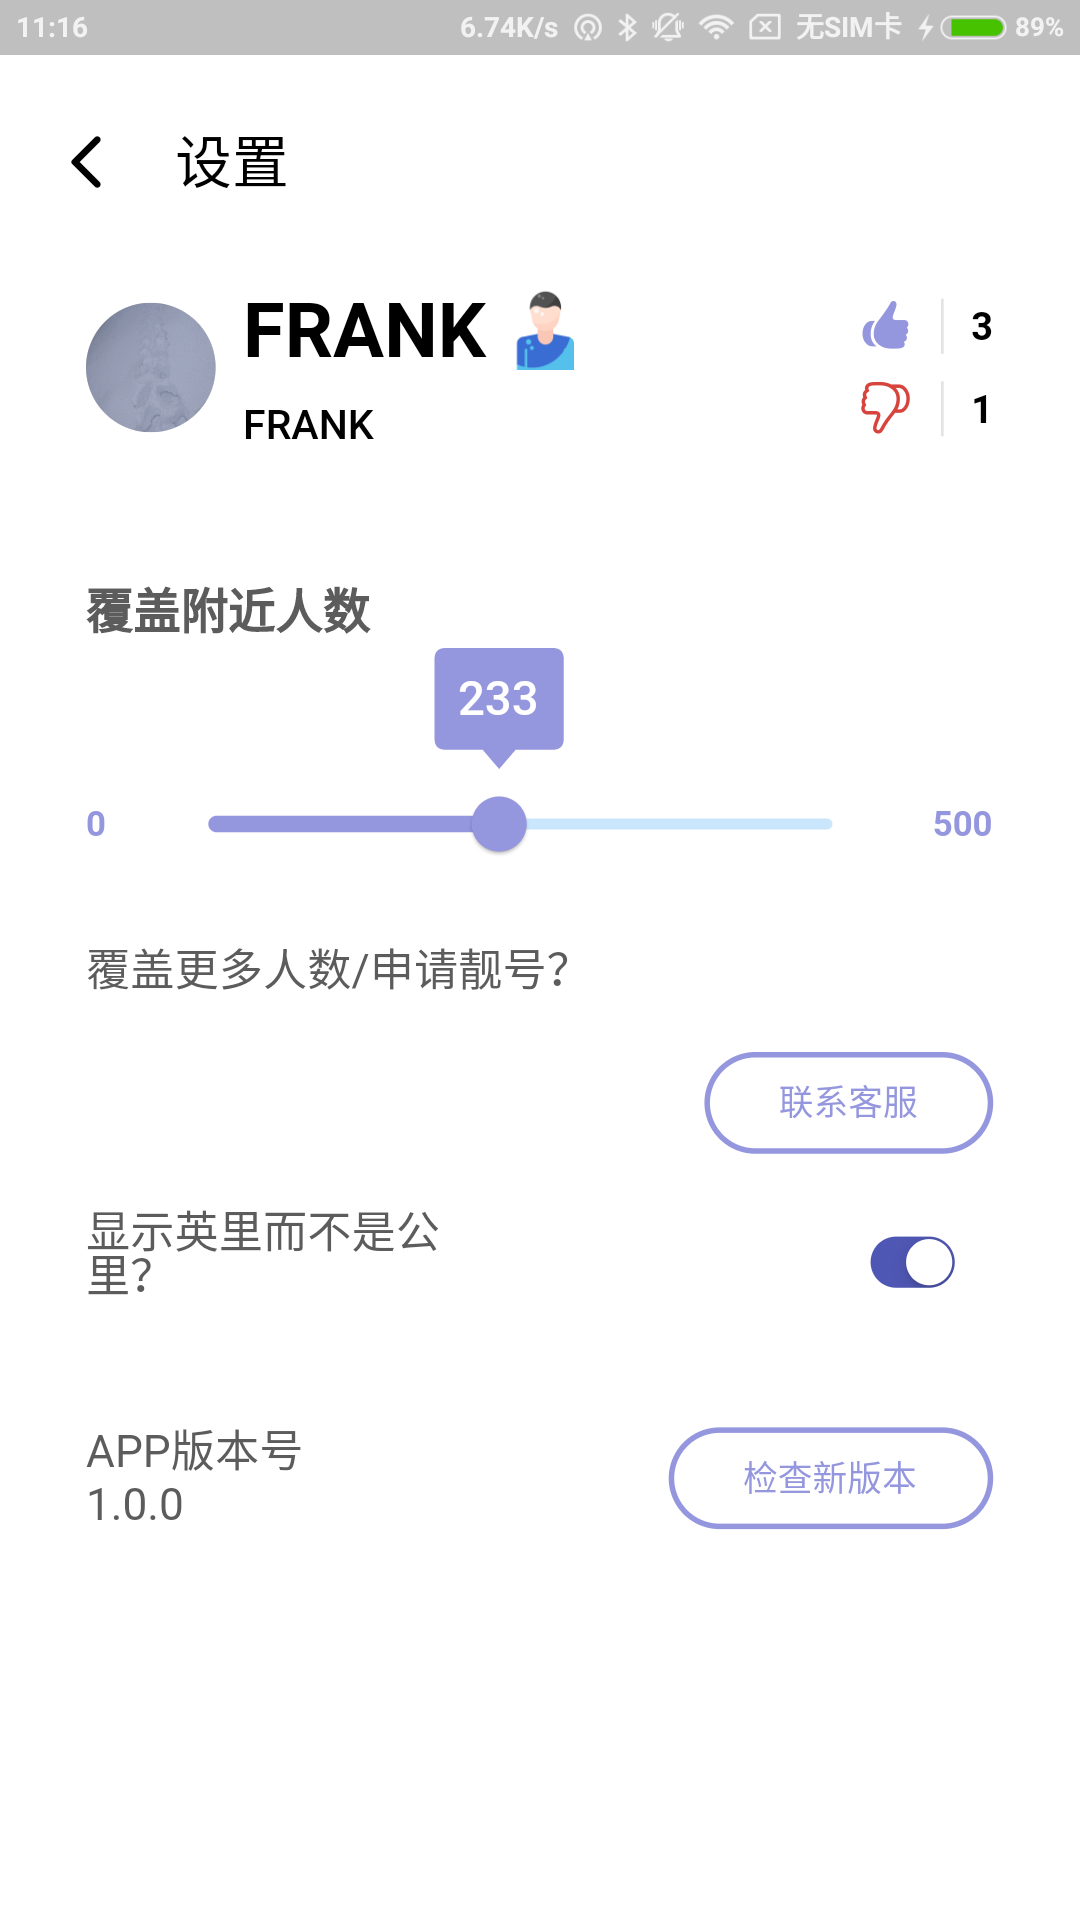 11:16 6.74K/s 无SIM卡 89%
设置
FRANK
3
FRANK
1
覆盖附近人数
233
0 500
覆盖更多人数/申请靓号？
联系客服
显示英里而不是公
里？
APP版本号
1.0.0
检查新版本